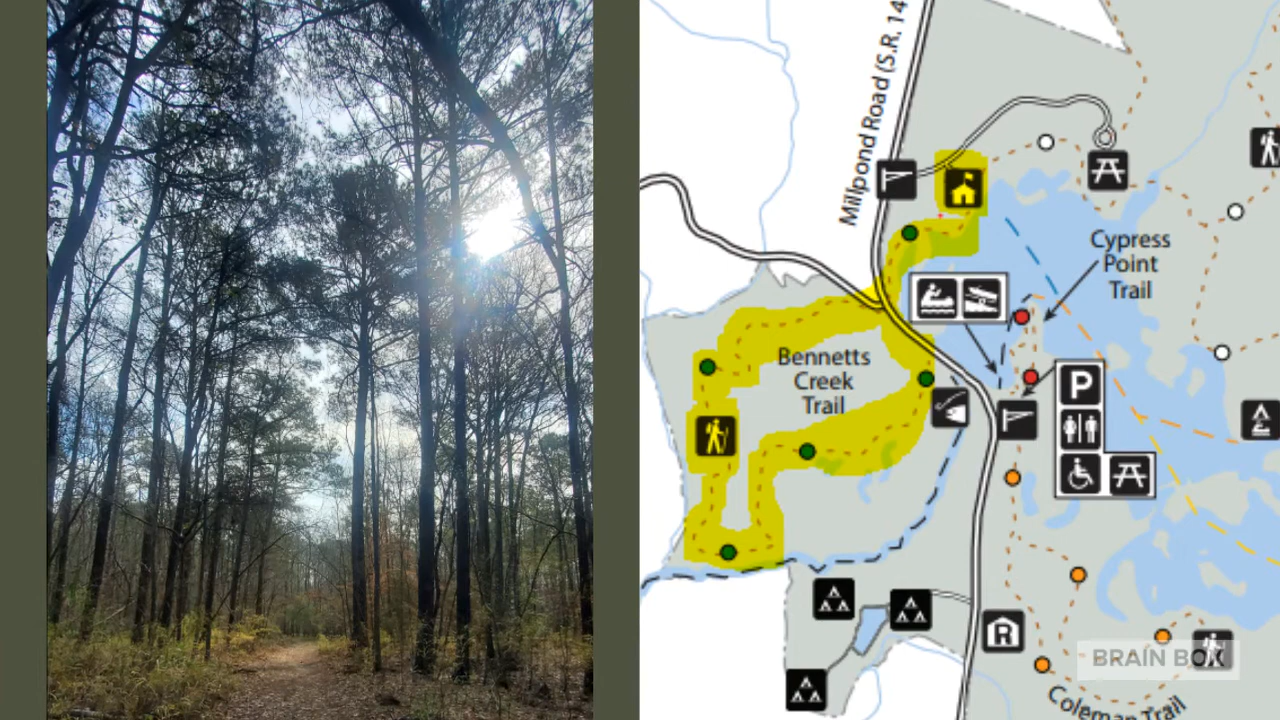 Millpond Road (S.R. 14
Cypress
Point
Trail
Bennetts
Creek
Trail
P
R
BRAIN BOX
Coleman Trail